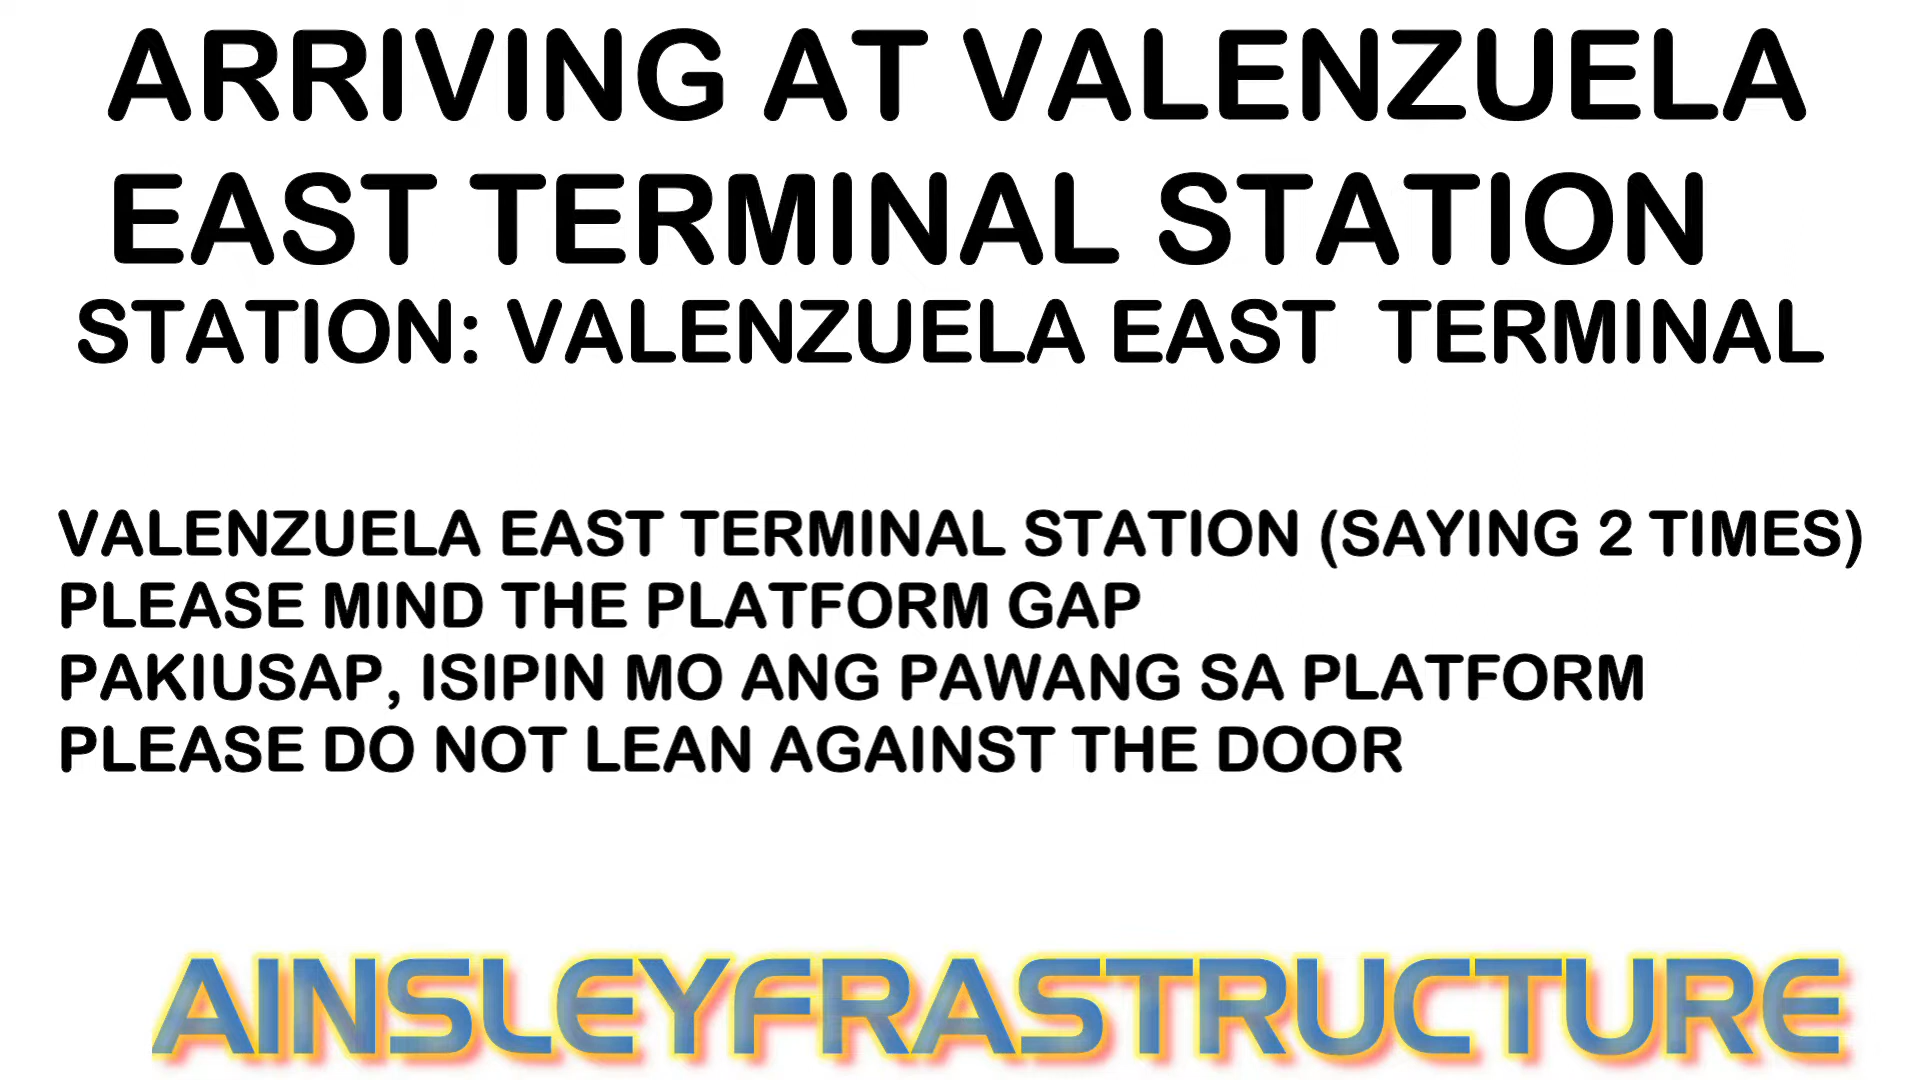 ARRIVING AT VALENZUELA
EAST TERMINAL STATION
STATION: VALENZUELA EAST TERMINAL
VALENZUELA EAST TERMINAL STATION (SAYING 2 TIMES)
PLEASE MIND THE PLATFORM GAP
PAKIUSAP, ISIPIN MO ANG PAWANG SA PLATFORM
PLEASE DO NOT LEAN AGAINST THE DOOR
AINSLEYFRASTRUCTURE